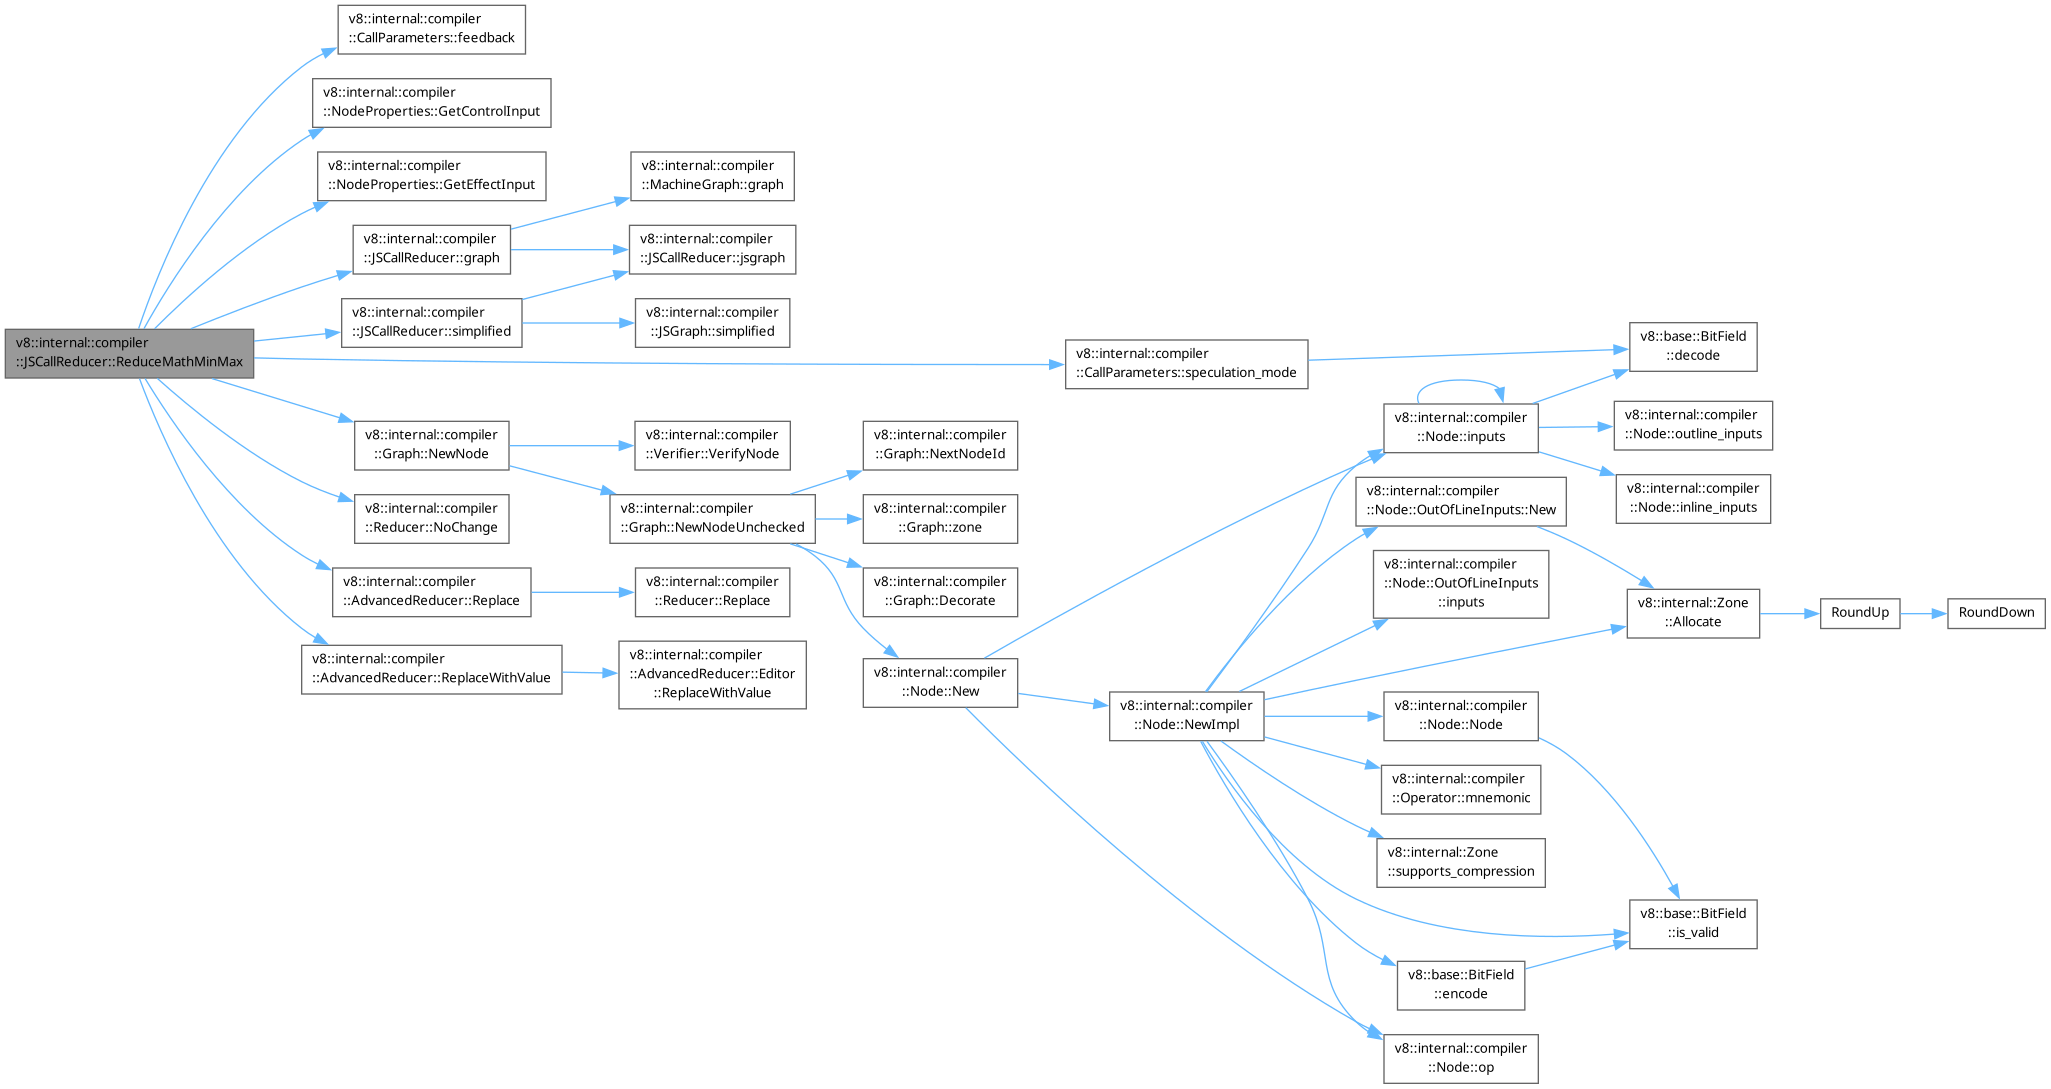 v8::internal::compiler
::JSCallReducer::ReduceMathMinMax
v8::internal::compiler
::CallParameters::feedback
v8::internal::compiler
::NodeProperties::GetControlInput
v8::internal::compiler
::NodeProperties::GetEffectInput
v8::internal::compiler
::JSCallReducer::graph
v8::internal::compiler
::MachineGraph::graph
v8::internal::compiler
::JSCallReducer::jsgraph
v8::internal::compiler
::JSCallReducer::simplified
v8::internal::compiler
::JSGraph::simplified
v8::internal::compiler
::CallParameters::speculation_mode
v8::base::BitField
::decode
v8::internal::compiler
::Graph::NewNode
v8::internal::compiler
::Verifier::VerifyNode
v8::internal::compiler
::Graph::NewNodeUnchecked
v8::internal::compiler
::Graph::NextNodeId
v8::internal::compiler
::Graph::zone
v8::internal::compiler
::Graph::Decorate
v8::internal::compiler
::Node::New
v8::internal::compiler
::Node::inputs
v8::internal::compiler
::Node::outline_inputs
v8::internal::compiler
::Node::inline_inputs
v8::internal::compiler
::Node::NewImpl
v8::internal::compiler
::Node::OutOfLineInputs::New
v8::internal::compiler
::Node::OutOfLineInputs
::inputs
v8::internal::Zone
::Allocate
RoundUp
RoundDown
v8::internal::compiler
::Node::Node
v8::internal::compiler
::Operator::mnemonic
v8::internal::Zone
::supports_compression
v8::base::BitField
::is_valid
v8::base::BitField
::encode
v8::internal::compiler
::Node::op
v8::internal::compiler
::Reducer::NoChange
v8::internal::compiler
::AdvancedReducer::Replace
v8::internal::compiler
::Reducer::Replace
v8::internal::compiler
::AdvancedReducer::ReplaceWithValue
v8::internal::compiler
::AdvancedReducer::Editor
::ReplaceWithValue